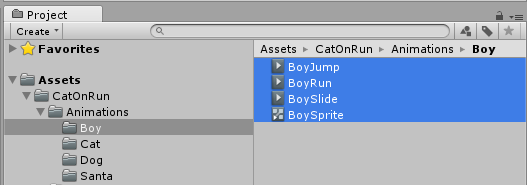 Project
Create
Favorites
Assets
CatOnRun
Animations
Boy
Cat
Dog
Santa
Assets CatOnRun Animations Boy
BoyJump
BoyRun
BoySlide
BoySprite